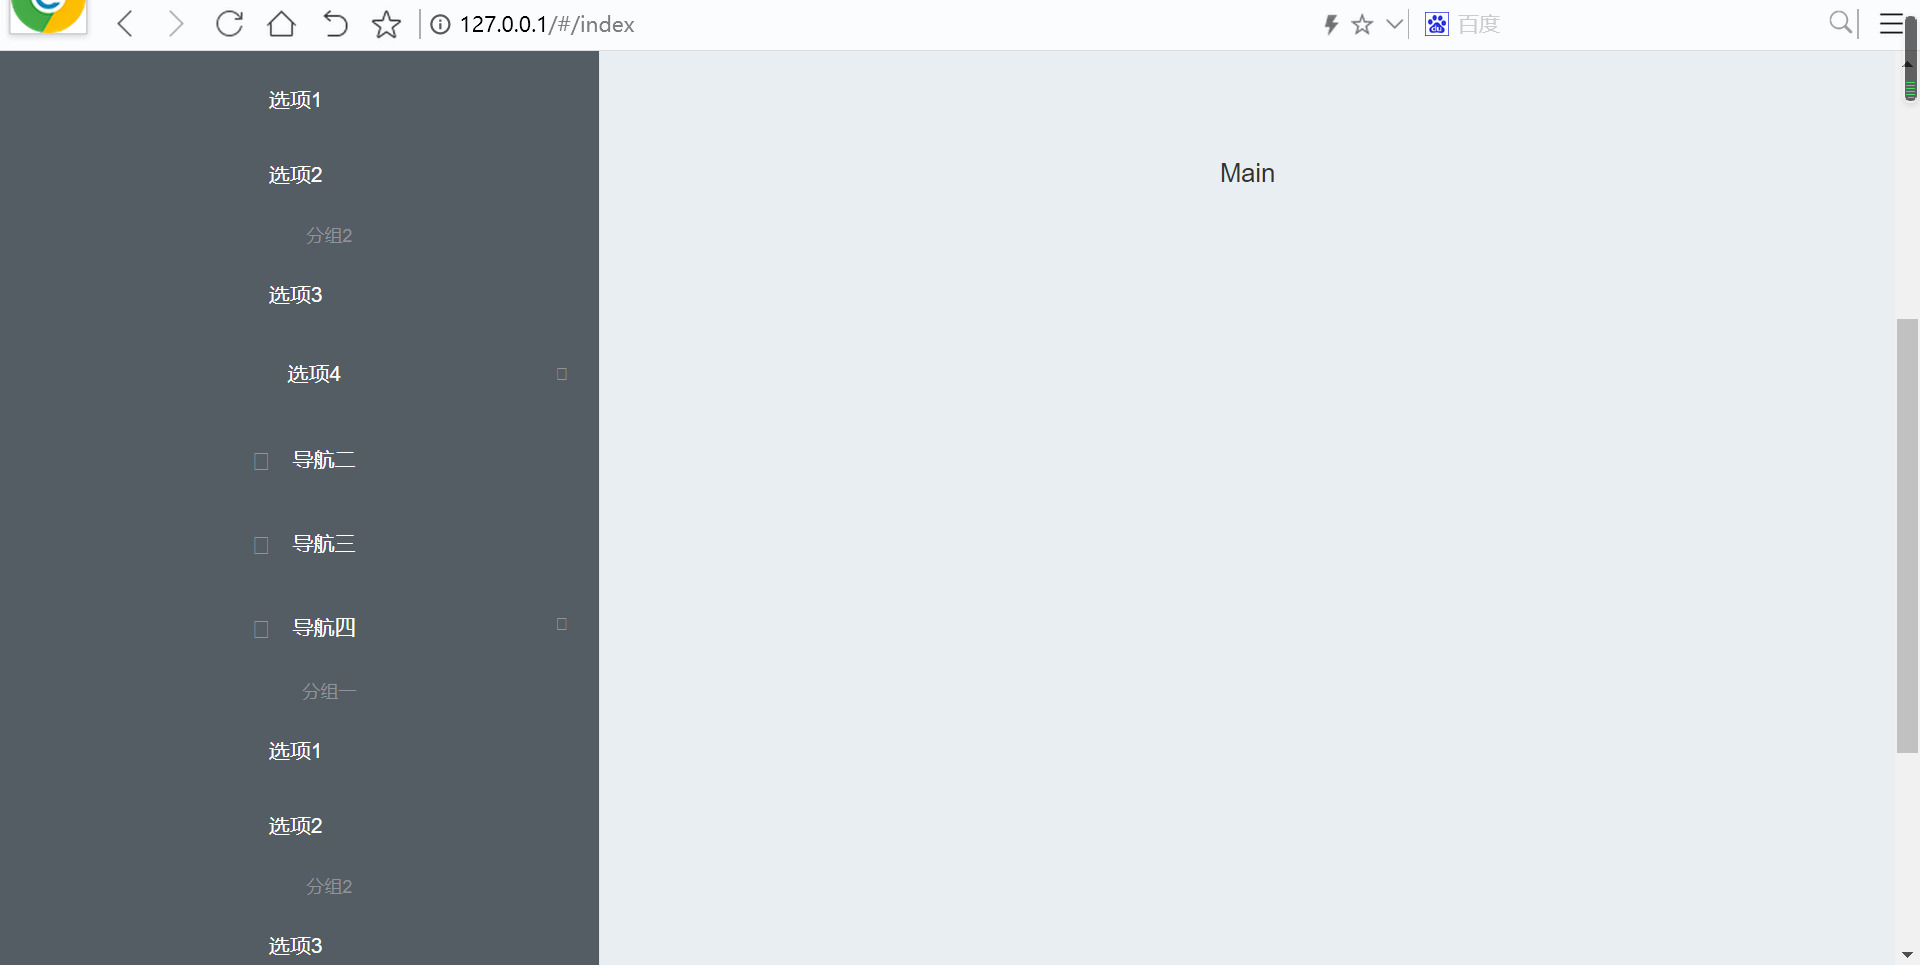 127.0.0.1/#/index
百度
选项1
选项2
分组2
选项3
选项4
导航二
导航三
导航四
分组一
选项1
选项2
分组2
选项3
Main